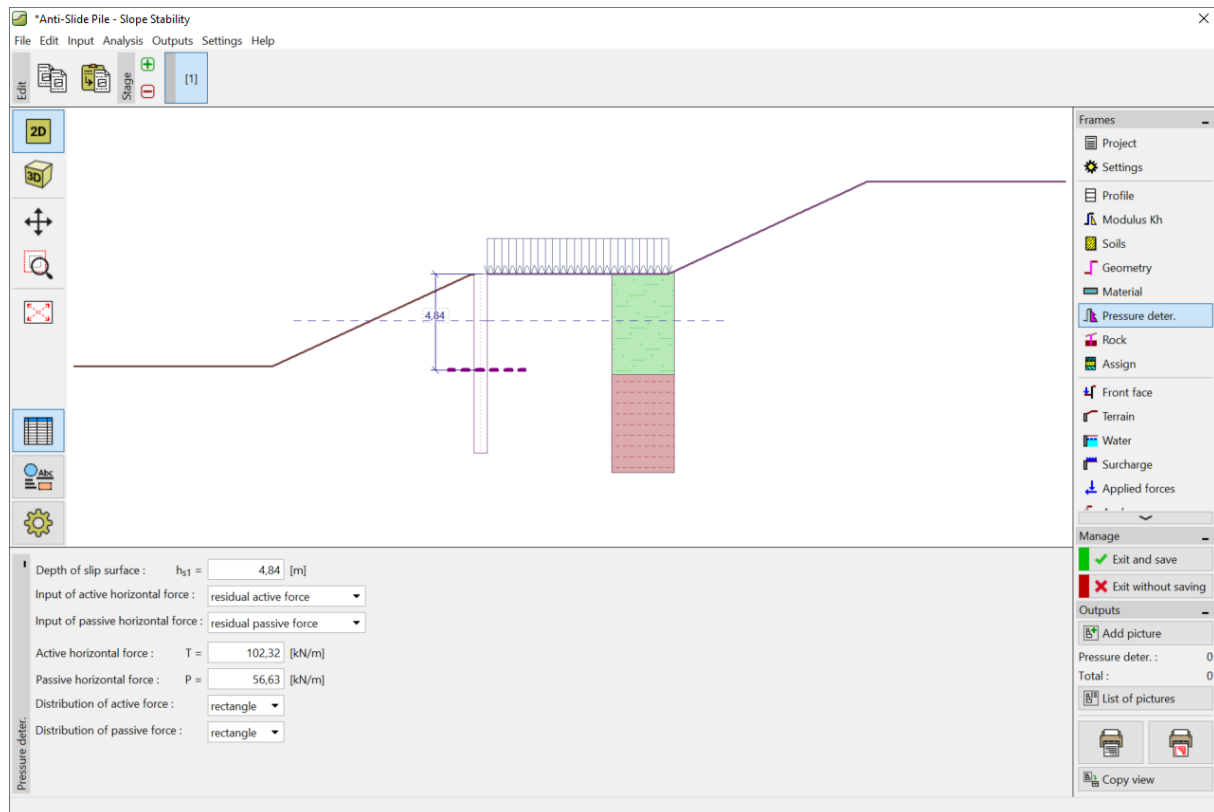 *Anti-Slide Pile - Slope Stability
File Edit Input Analysis Outputs Settings Help
Edit
Stage
[1]
2D
3D
Abc
4,84
Frames
Project
Settings
Profile
Modulus Kh
Soils
Geometry
Material
Pressure deter.
Rock
Assign
Front face
Terrain
Water
Surcharge
Applied forces
Manage
Exit and save
Exit without saving
Outputs
Add picture
Pressure deter. : 0
Total : 0
List of pictures
Copy view
Pressure deter.
Depth of slip surface : hs1 = 4,84 [m]
Input of active horizontal force : residual active force
Input of passive horizontal force : residual passive force
Active horizontal force : T = 102,32 [kN/m]
Passive horizontal force : P = 56,63 [kN/m]
Distribution of active force : rectangle
Distribution of passive force : rectangle